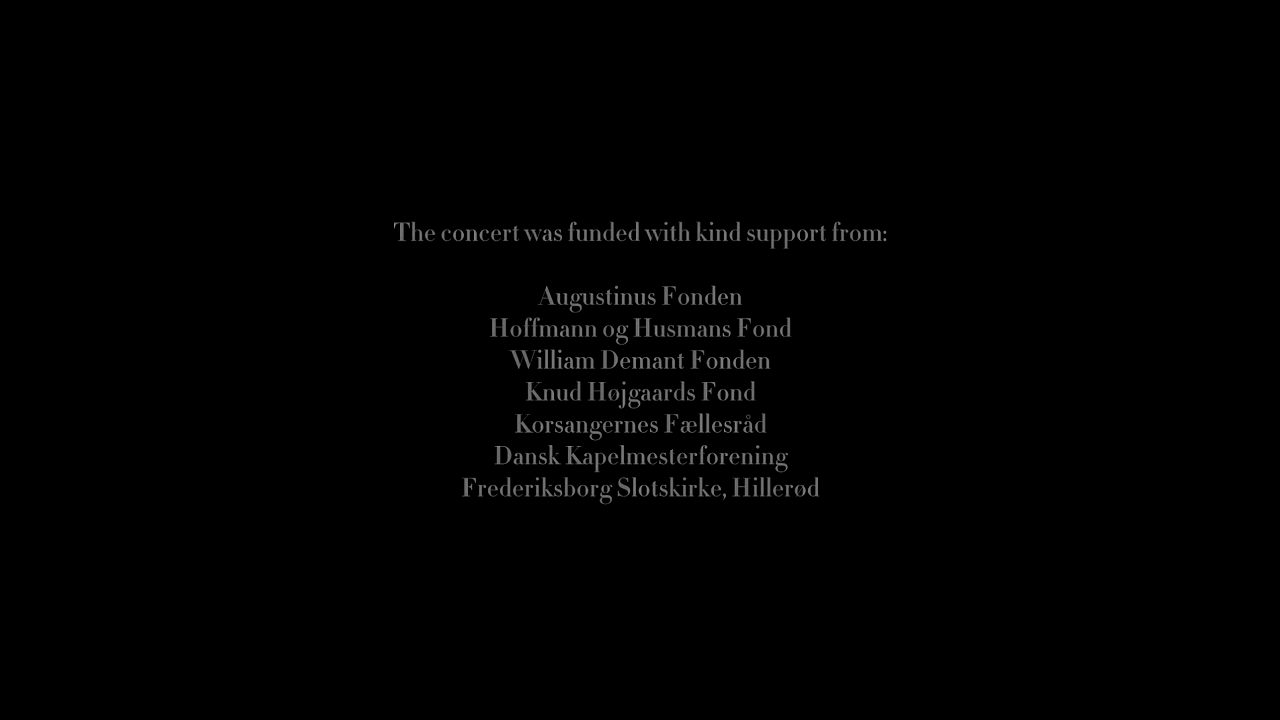 The concert was funded with kind support from:
Augustinus Fonden
Hoffmann og Husmans Fond
William Demant Fonden
Knud Højgaards Fond
Korsangernes Fællesråd
Dansk Kapelmesterforening
Frederiksborg Slotskirke, Hillerød